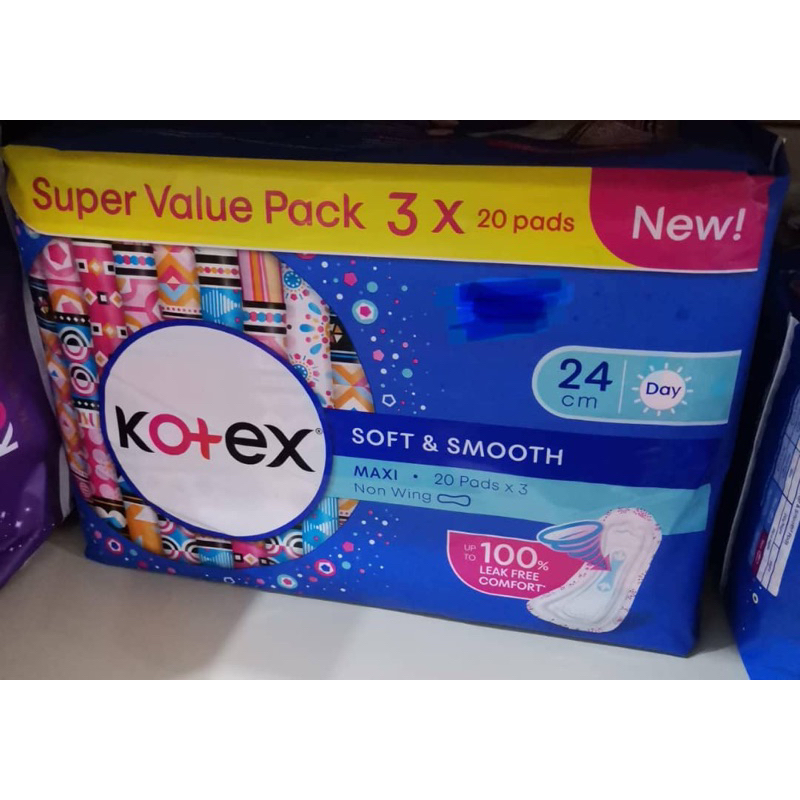 Super Value Pack 3 X 20 pads
New!
24
cm
Day
Kotex®
SOFT & SMOOTH
MAXI • 20 Pads x 3
Non Wing
UP TO 100%
LEAK FREE
COMFORT*